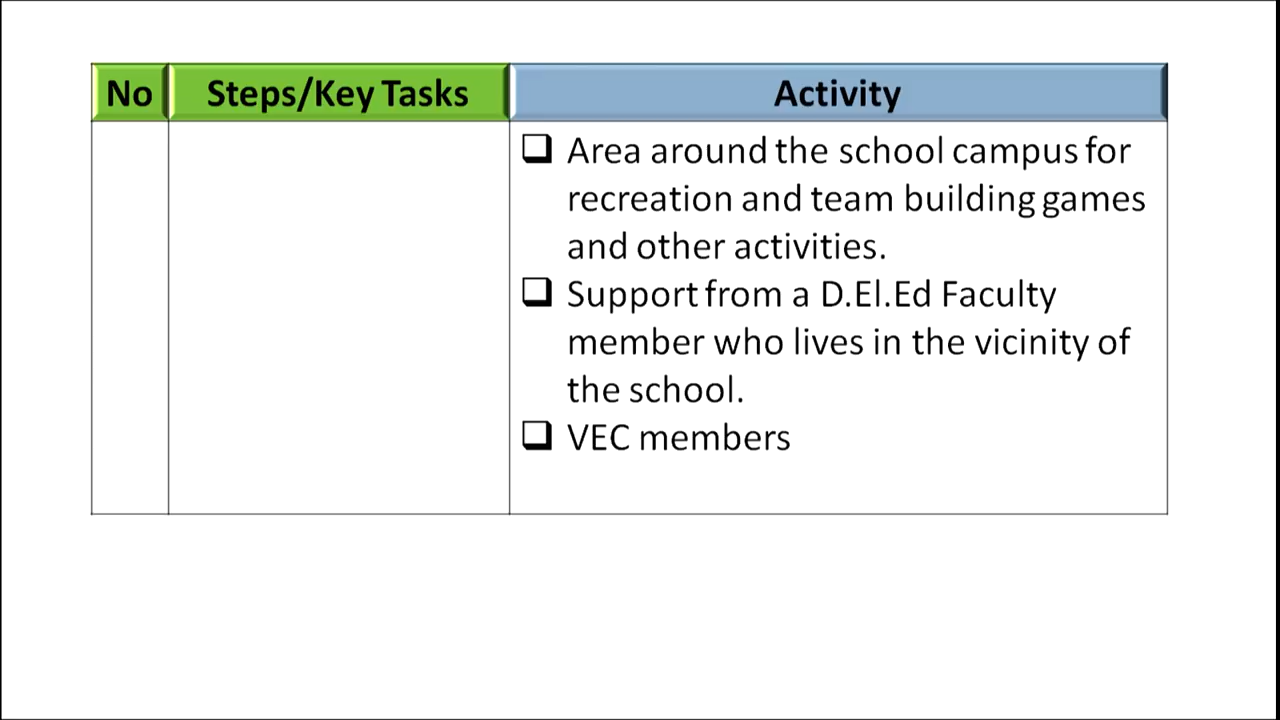 No Steps/Key Tasks Activity
Area around the school campus for
recreation and team building games
and other activities.
Support from a D.El.Ed Faculty
member who lives in the vicinity of
the school.
VEC members